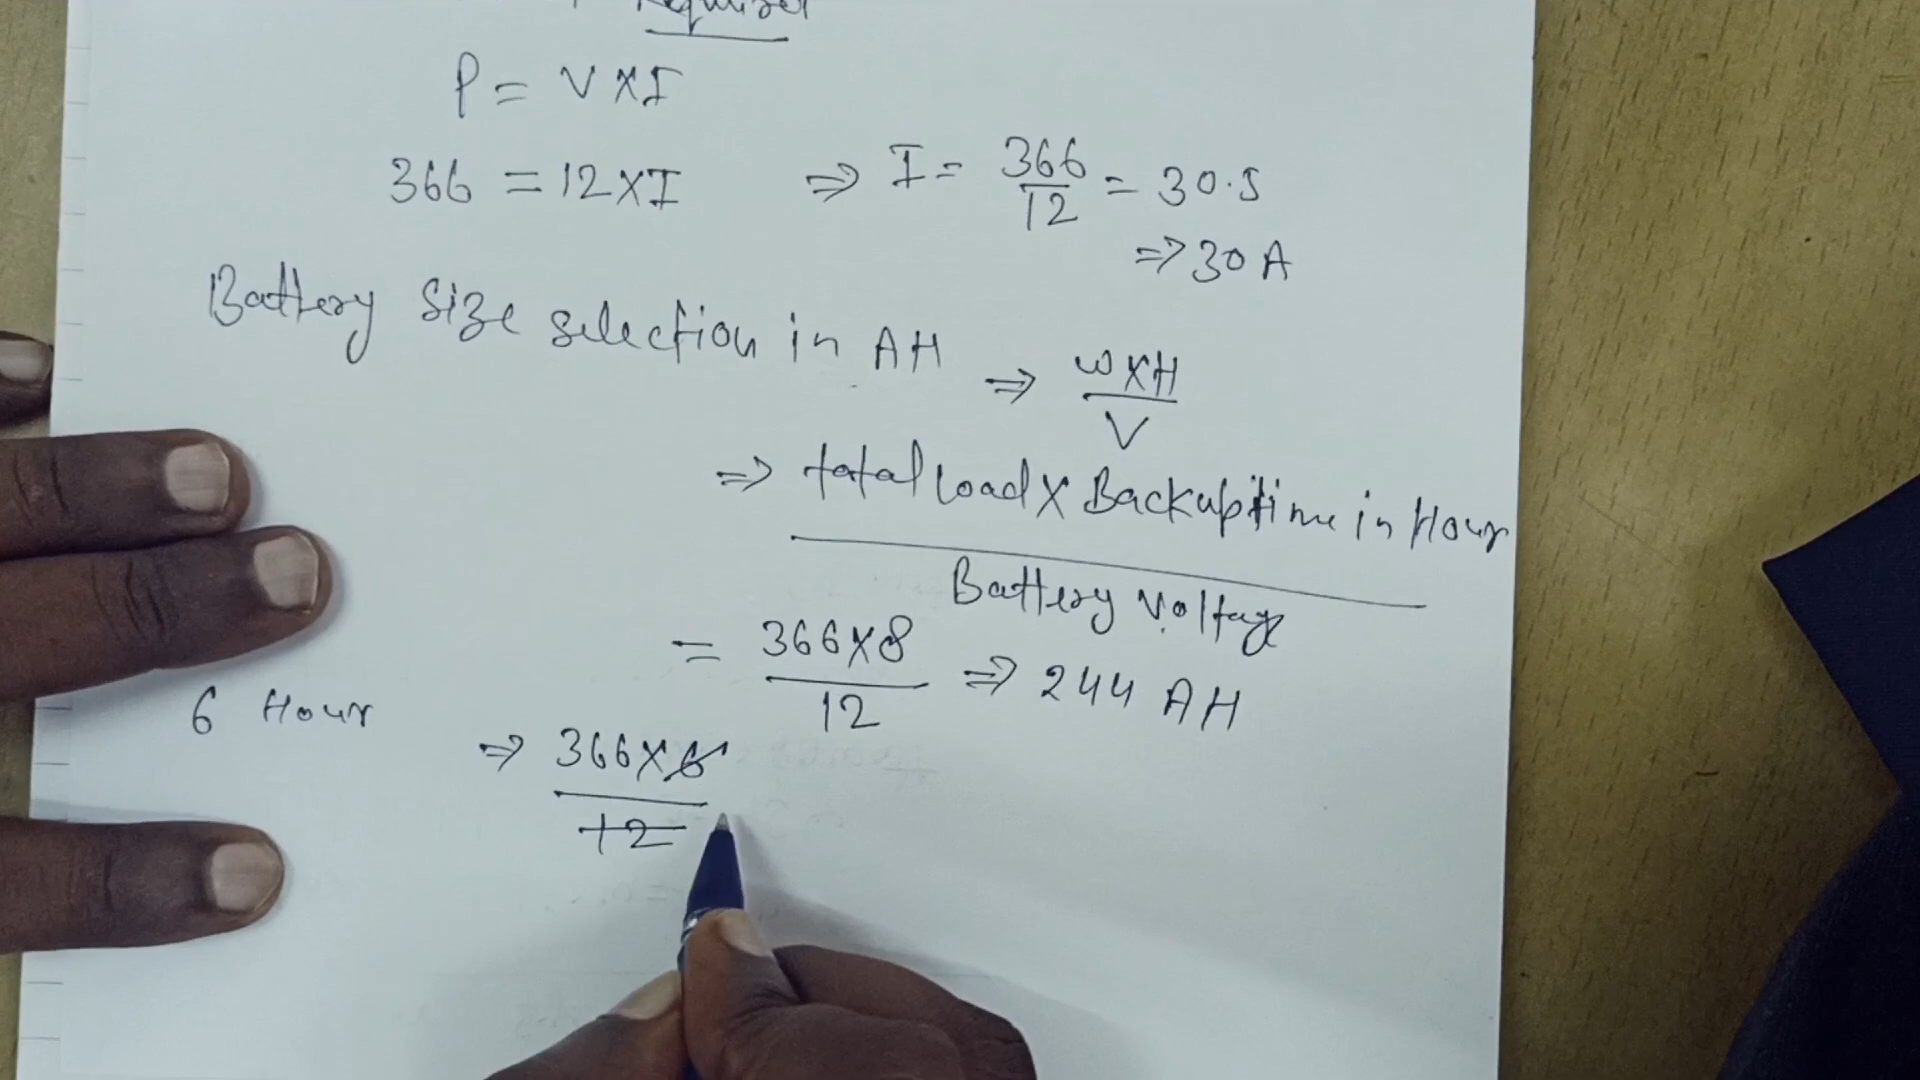 Required
P = V X I
366 = 12 X I ⇒ I = 366/12 = 30.5
⇒ 30 A
Battery Size selection in AH ⇒ W X H / V
⇒ total load X Backup time in Hour / Battery Voltage
= 366 X 8 / 12 ⇒ 244 AH
6 Hour ⇒ 366 X 6 / 12